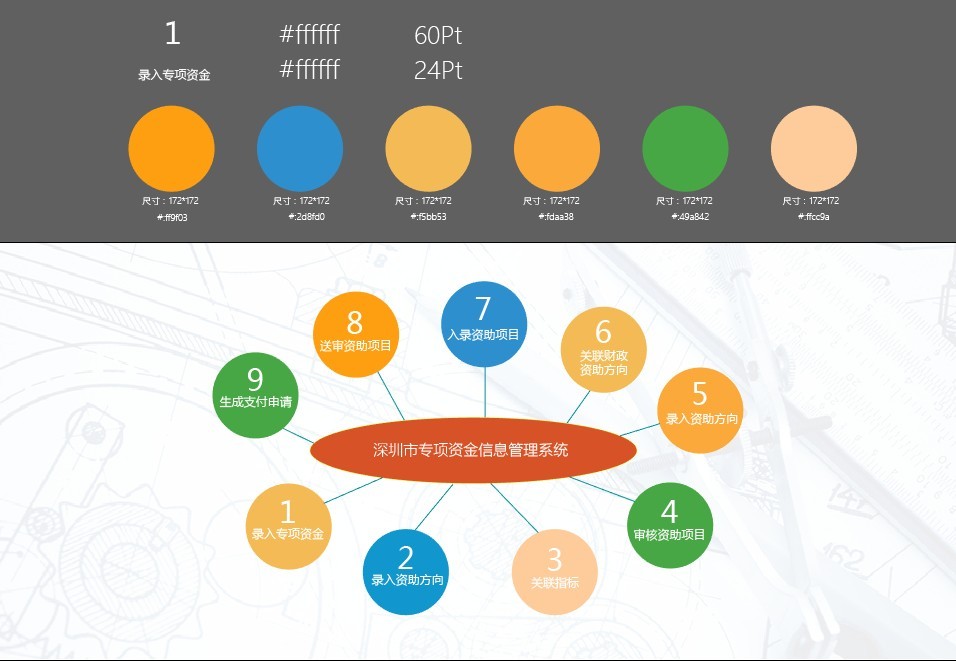 1
#ffffff
60Pt
录入专项资金
#ffffff
24Pt
尺寸：172*172
#:ff9f03
尺寸：172*172
#:2d8fd0
尺寸：172*172
#:f5bb53
尺寸：172*172
#:fdaa38
尺寸：172*172
#:49a842
尺寸：172*172
#:ffcc9a
7
入录资助项目
8
送审资助项目
6
关联财政
资助方向
9
生成支付申请
5
录入资助方向
深圳市专项资金信息管理系统
1
录入专项资金
4
审核资助项目
2
录入资助方向
3
关联指标